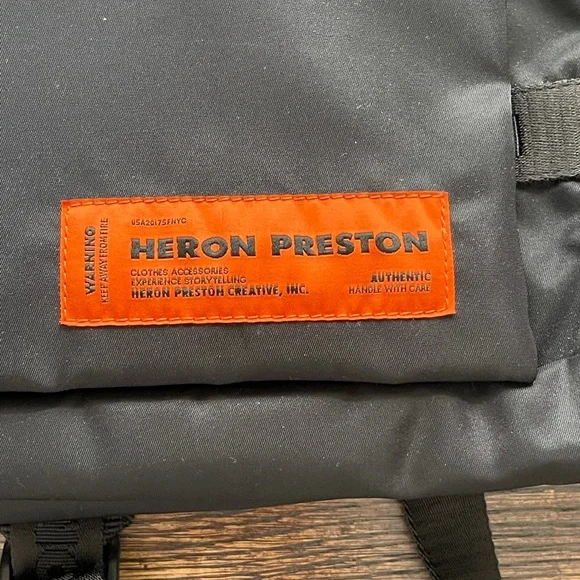 WARNING:
KEEP AWAY FROM FIRE
USA2017SFNYC
HERON PRESTON
CLOTHES ACCESSORIES
EXPERIENCE STORYTELLING
HERON PRESTON CREATIVE, INC.
AUTHENTIC
HANDLE WITH CARE